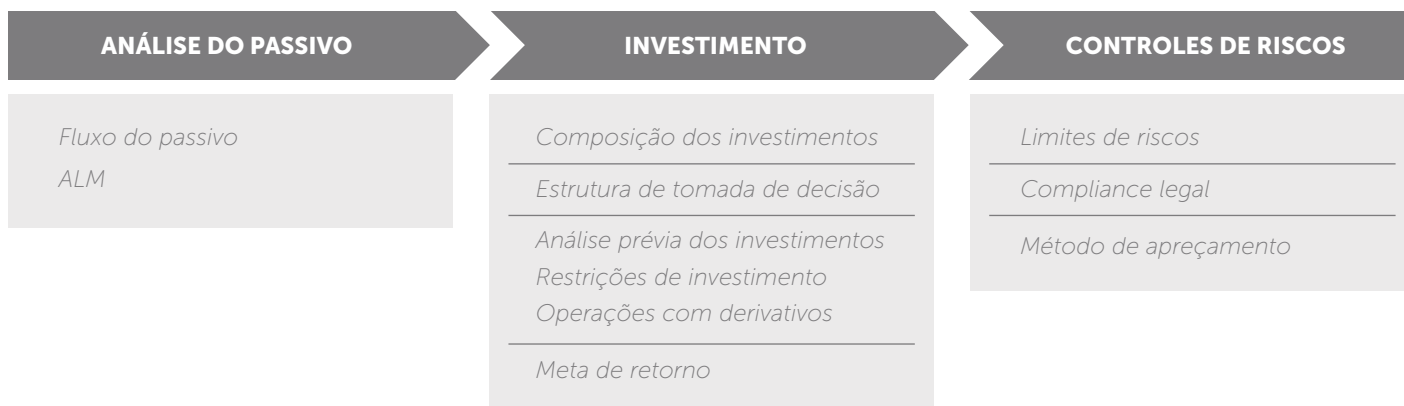 ANÁLISE DO PASSIVO
Fluxo do passivo
ALM
INVESTIMENTO
Composição dos investimentos
Estrutura de tomada de decisão
Análise prévia dos investimentos
Restrições de investimento
Operações com derivativos
Meta de retorno
CONTROLES DE RISCOS
Limites de riscos
Compliance legal
Método de apreçamento